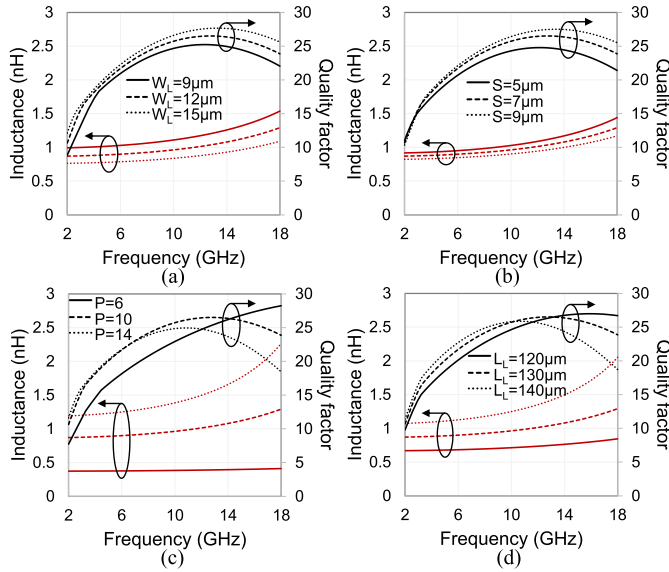 3
2.5
2
1.5
1
0.5
0
Inductance (nH)
W_L=9μm
W_L=12μm
W_L=15μm
30
25
20
15
10
5
0
Quality factor
2 6 10 14 18
Frequency (GHz)
(a)
3
2.5
2
1.5
1
0.5
0
Inductance (nH)
S=5μm
S=7μm
S=9μm
30
25
20
15
10
5
0
Quality factor
2 6 10 14 18
Frequency (GHz)
(b)
3
2.5
2
1.5
1
0.5
0
Inductance (nH)
P=6
P=10
P=14
30
25
20
15
10
5
0
Quality factor
2 6 10 14 18
Frequency (GHz)
(c)
3
2.5
2
1.5
1
0.5
0
Inductance (nH)
L_L=120μm
L_L=130μm
L_L=140μm
30
25
20
15
10
5
0
Quality factor
2 6 10 14 18
Frequency (GHz)
(d)